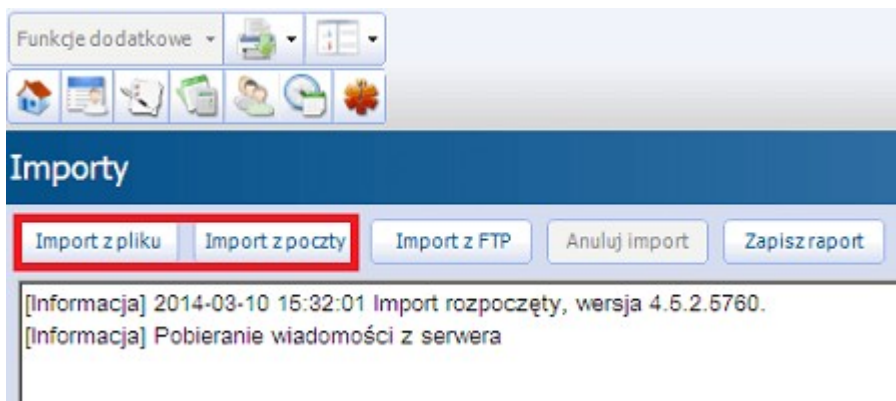 Funkcje dodatkowe
Importy
Import z pliku Import z poczty Import z FTP Anuluj import Zapisz raport
[Informacja] 2014-03-10 15:32:01 Import rozpoczęty, wersja 4.5.2.5760.
[Informacja] Pobieranie wiadomości z serwera